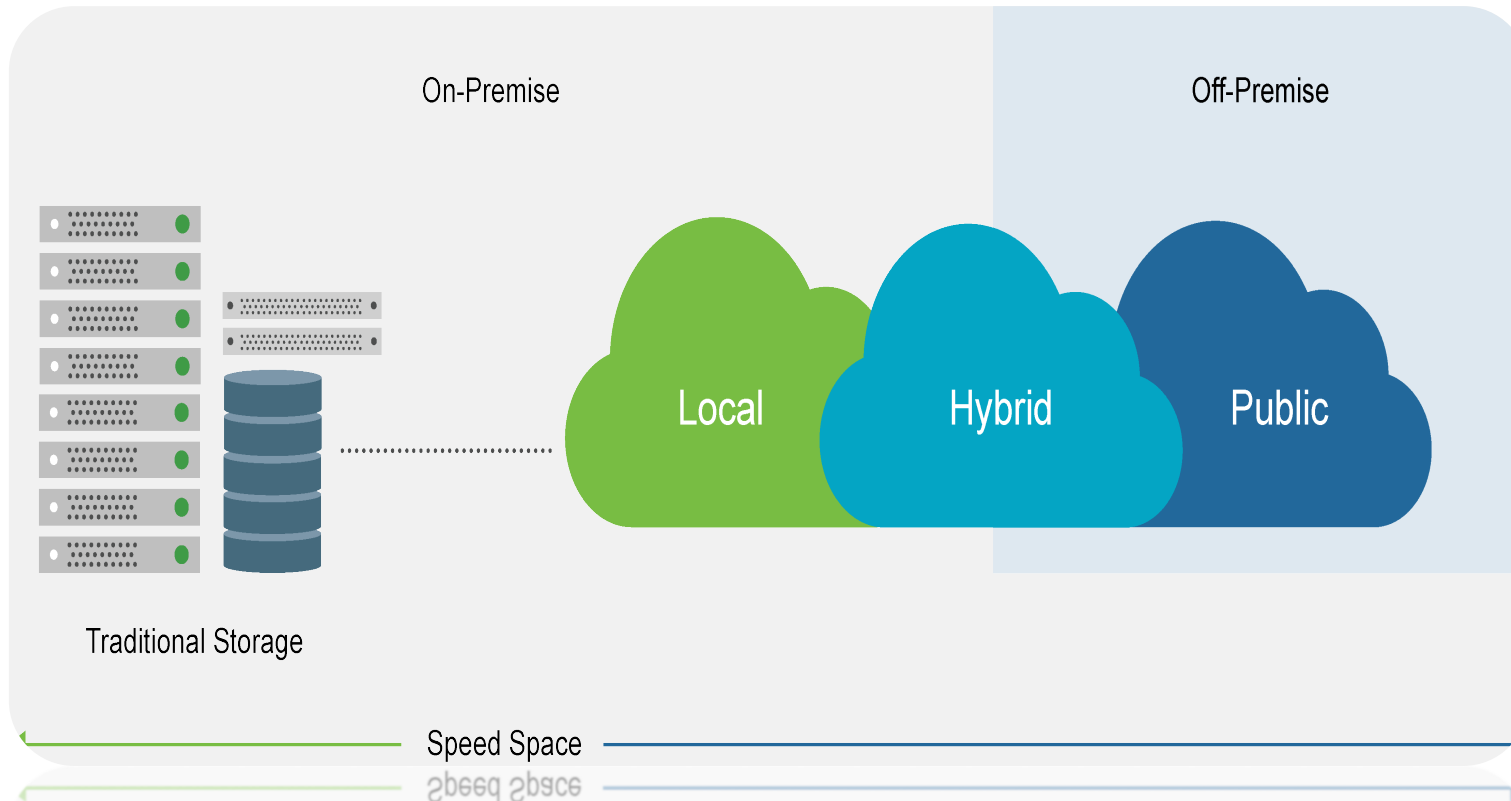 On-Premise
Off-Premise
Local
Hybrid
Public
Traditional Storage
Speed Space